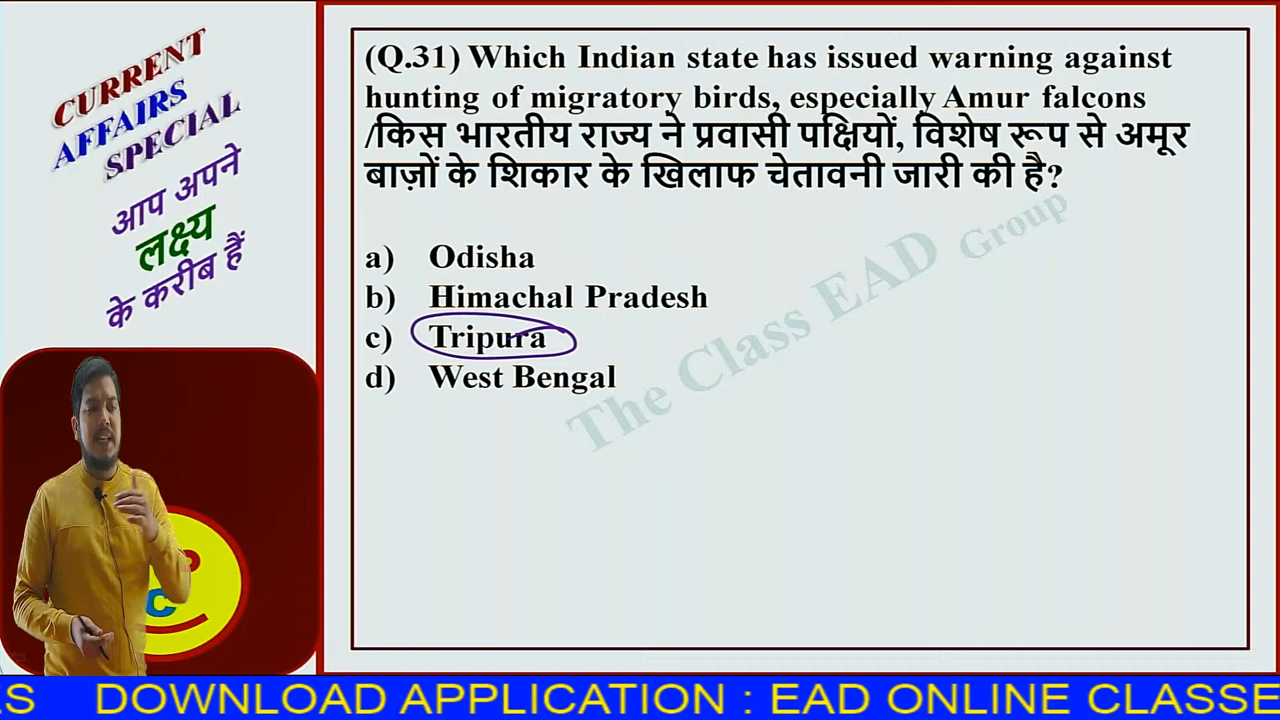 CURRENT
AFFAIRS
SPECIAL
आप अपने
लक्ष्य
के करीब हैं
(Q.31) Which Indian state has issued warning against
hunting of migratory birds, especially Amur falcons
/किस भारतीय राज्य ने प्रवासी पक्षियों, विशेष रूप से अमूर
बाज़ों के शिकार के खिलाफ चेतावनी जारी की है?
a) Odisha
b) Himachal Pradesh
c) Tripura
d) West Bengal
The Class EAD Group
C
DOWNLOAD APPLICATION : EAD ONLINE CLASSE